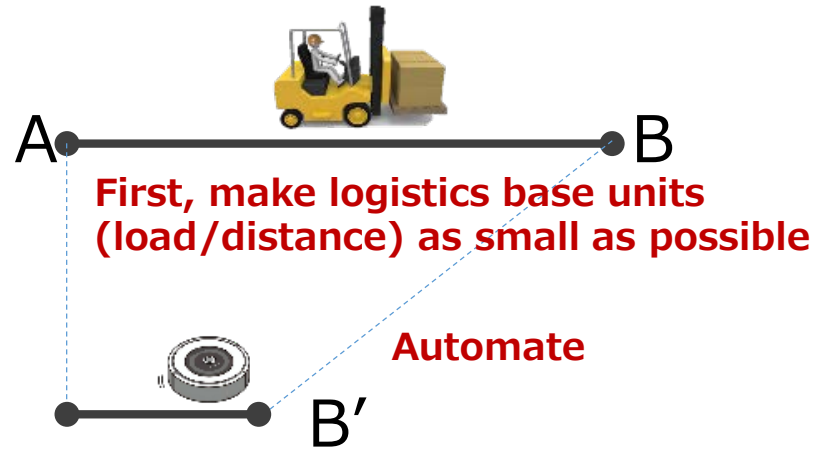 A
B
First, make logistics base units
(load/distance) as small as possible
Automate
B′